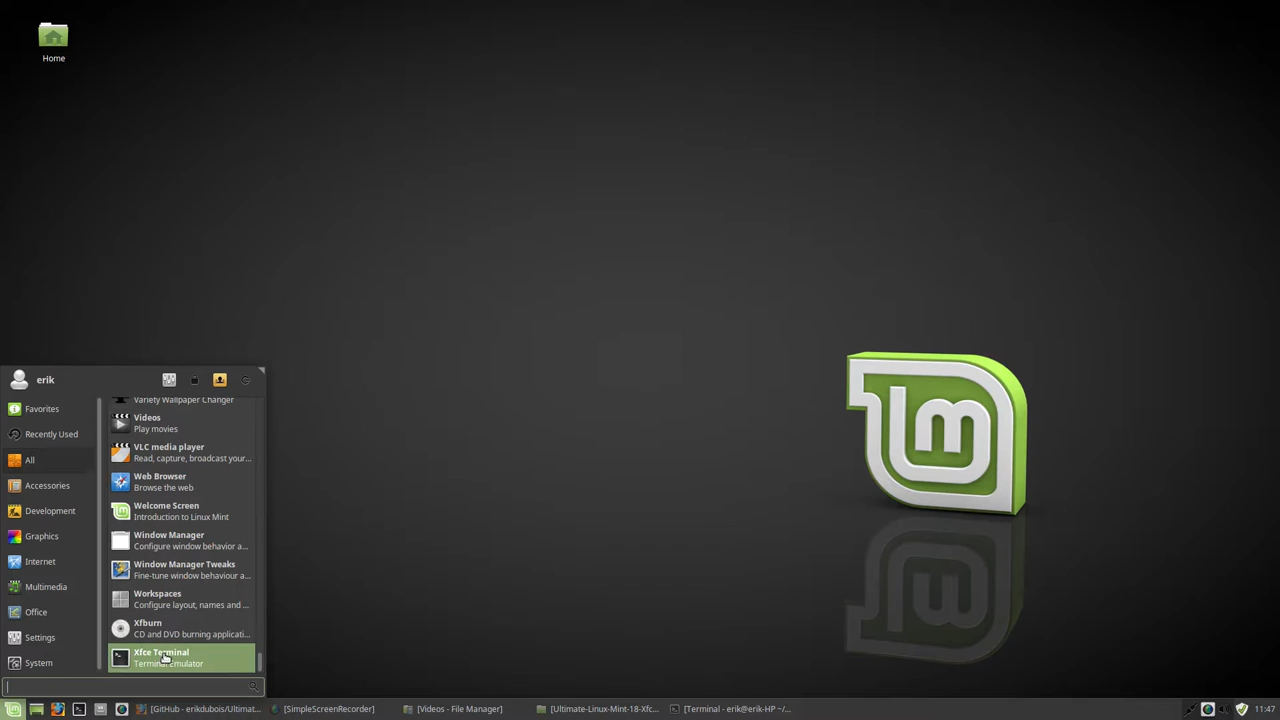 Home
erik
Favorites
Recently Used
All
Accessories
Development
Graphics
Internet
Multimedia
Office
Settings
System
Variety Wallpaper Changer
Videos
Play movies
VLC media player
Read, capture, broadcast your...
Web Browser
Browse the web
Welcome Screen
Introduction to Linux Mint
Window Manager
Configure window behavior a...
Window Manager Tweaks
Fine-tune window behaviour a...
Workspaces
Configure layout, names and ...
Xfburn
CD and DVD burning applicati...
Xfce Terminal
Terminal Emulator
[GitHub - erikdubois/Ultimat...
[SimpleScreenRecorder]
[Videos - File Manager]
[Ultimate-Linux-Mint-18-Xfc...
[Terminal - erik@erik-HP ~/...
11:47